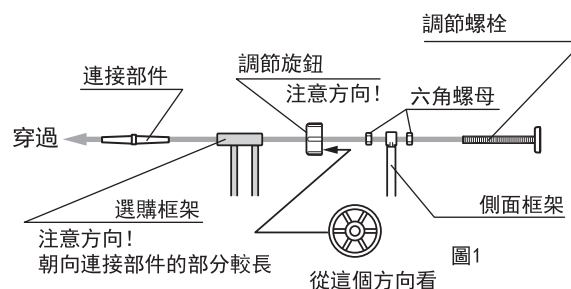 調節螺栓
連接部件
調節旋鈕
注意方向!
六角螺母
穿過
選購框架
注意方向!
朝向連接部件的部分較長
側面框架
圖1
從這個方向看